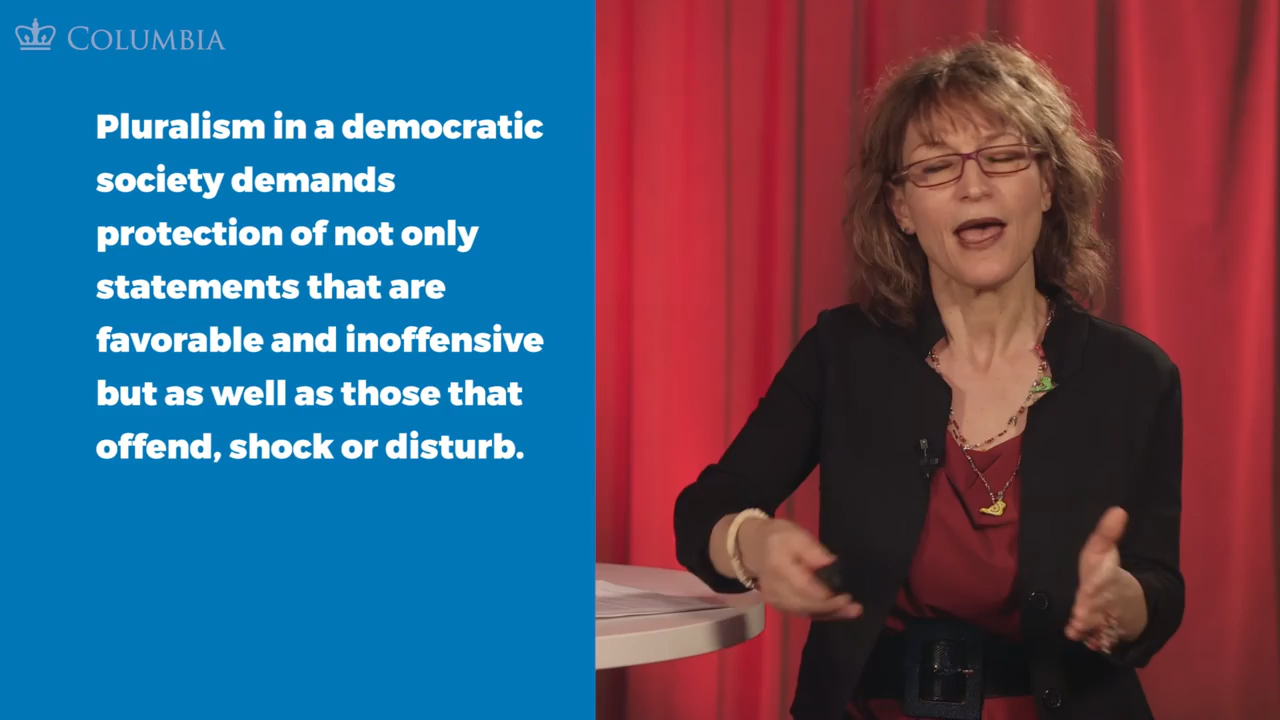 COLUMBIA
Pluralism in a democratic
society demands
protection of not only
statements that are
favorable and inoffensive
but as well as those that
offend, shock or disturb.